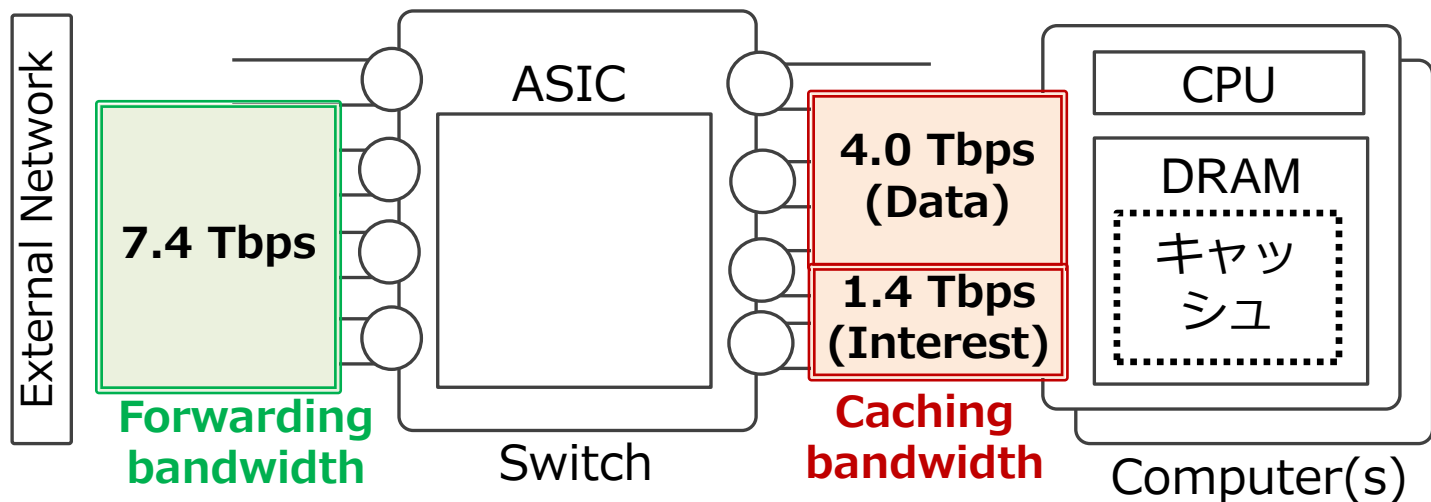 External Network
7.4 Tbps
Forwarding
bandwidth
ASIC
Switch
4.0 Tbps
(Data)
1.4 Tbps
(Interest)
Caching
bandwidth
CPU
DRAM
キャッ
シュ
Computer(s)